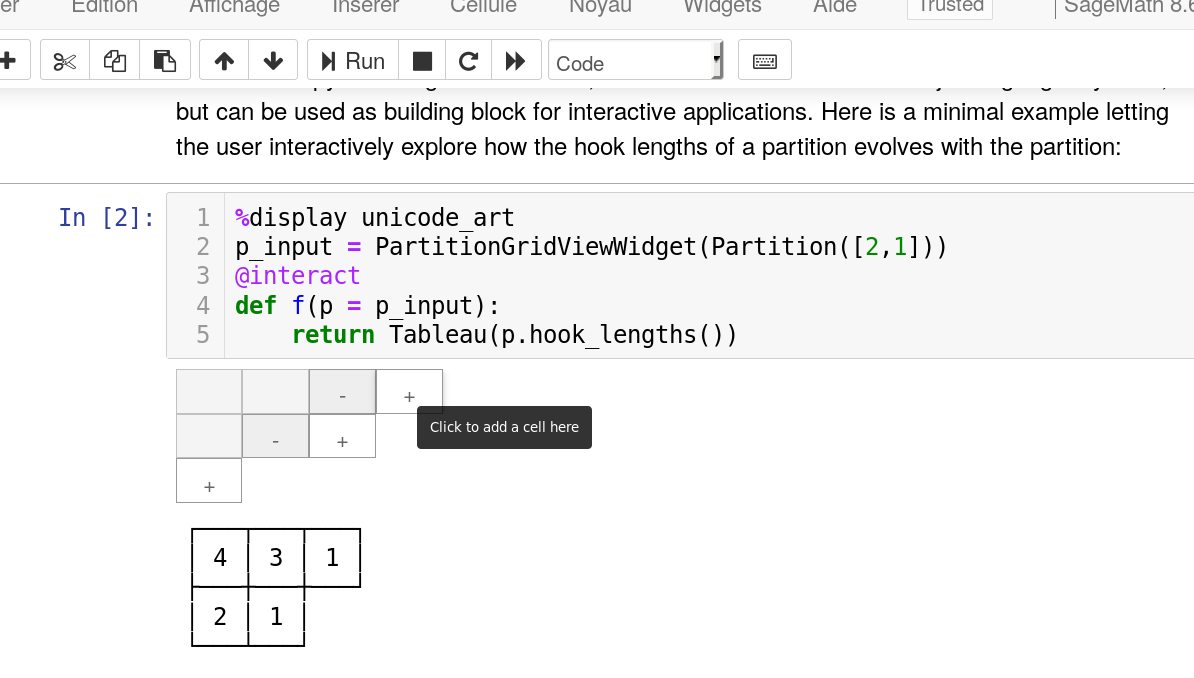 er Edition Affichage Insérer Cellule Noyau Widgets Aide Trusted SageMath 8.6
Run Code
but can be used as building block for interactive applications. Here is a minimal example letting
the user interactively explore how the hook lengths of a partition evolves with the partition:
In [2]:
1 %display unicode_art
2 p_input = PartitionGridViewWidget(Partition([2,1]))
3 @interact
4 def f(p = p_input):
5 return Tableau(p.hook_lengths())
- +
Click to add a cell here
- +
+
4 3 1
2 1